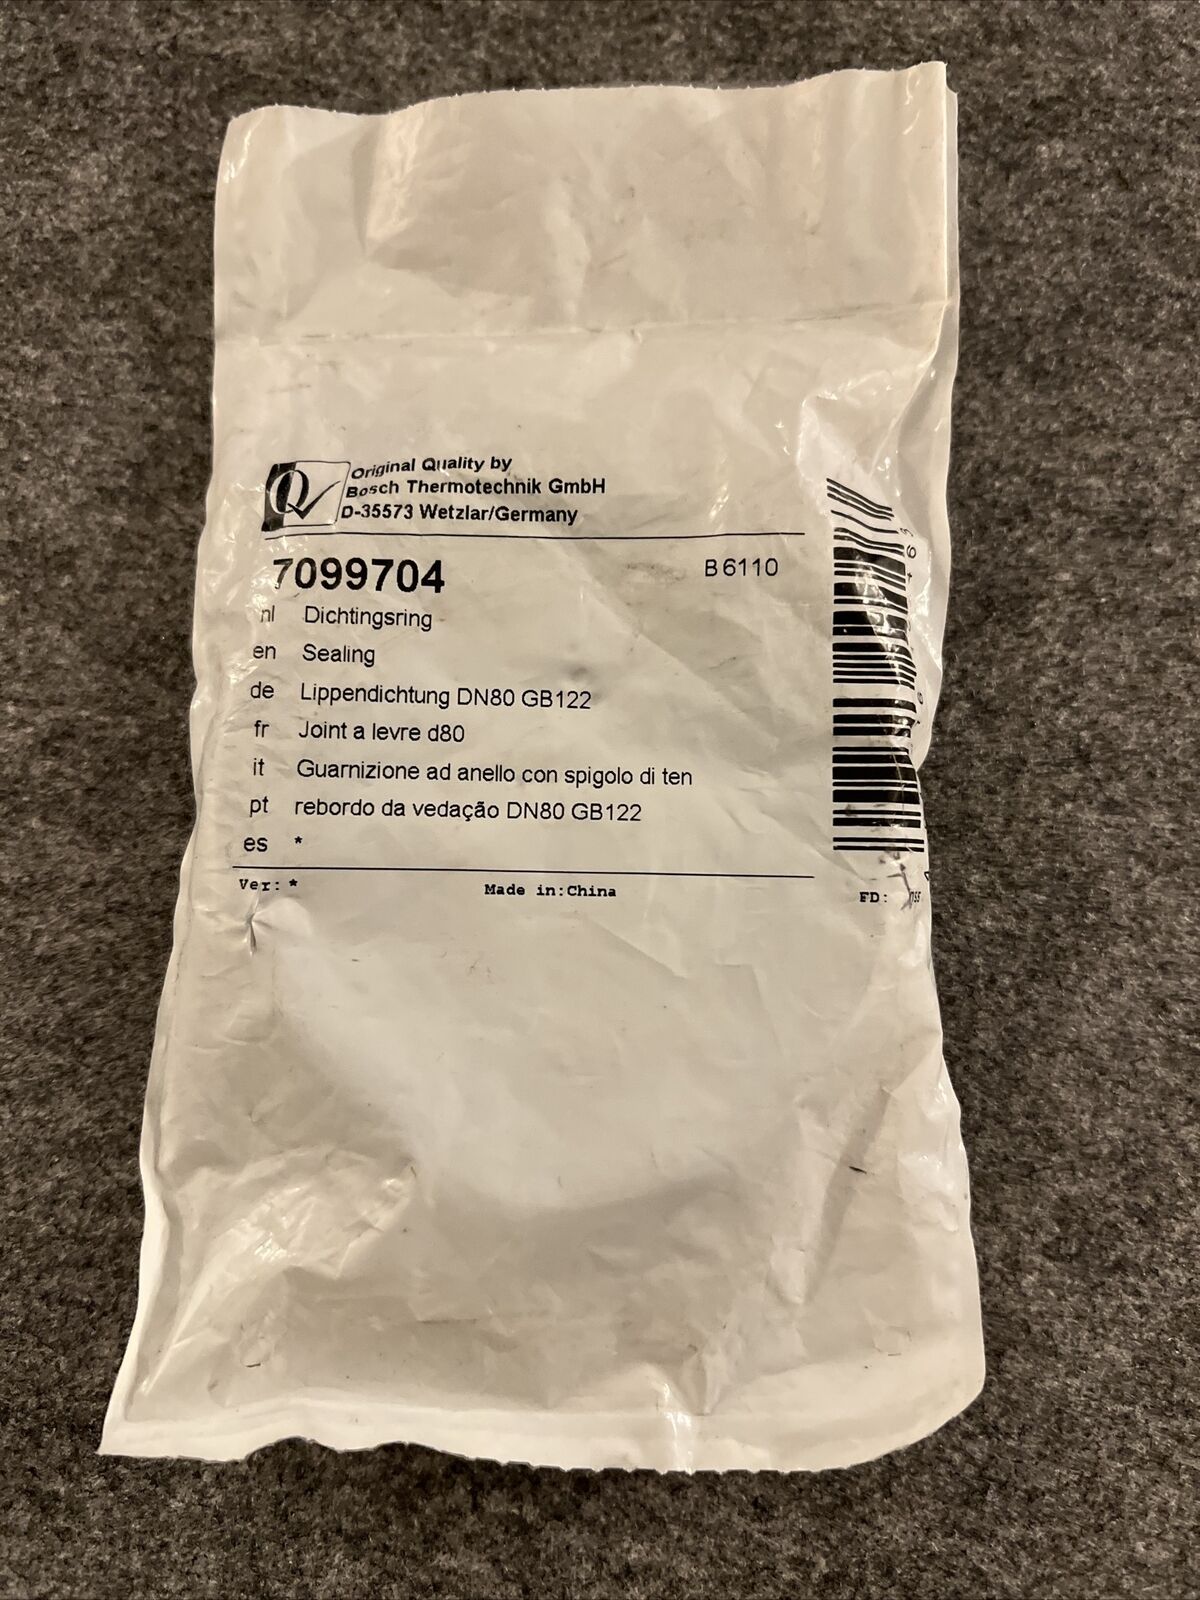 Original Quality by
Bosch Thermotechnik GmbH
D-35573 Wetzlar/Germany
7099704 B6110
nl Dichtingsring
en Sealing
de Lippendichtung DN80 GB122
fr Joint a levre d80
it Guarnizione ad anello con spigolo di ten
pt rebordo da vedação DN80 GB122
es *
Ver: * Made in:China FD: